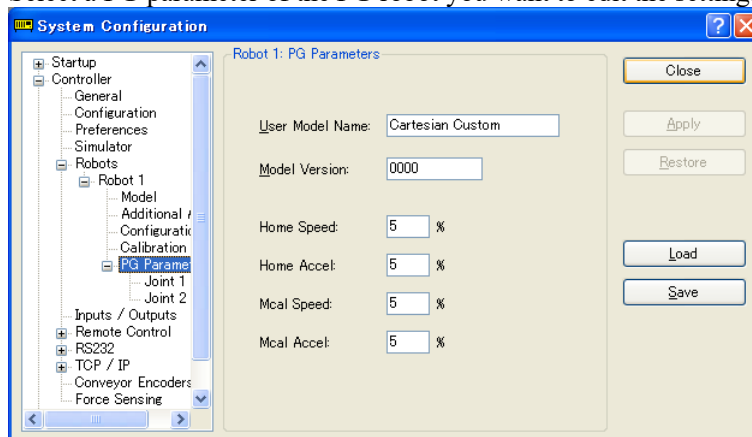 System Configuration
Startup
Controller
General
Configuration
Preferences
Simulator
Robots
Robot 1
Model
Additional
Configuratic
Calibration
PG Paramet
Joint 1
Joint 2
Inputs / Outputs
Remote Control
RS232
TCP / IP
Conveyor Encoders
Force Sensing
Robot 1: PG Parameters
User Model Name: Cartesian Custom
Model Version: 0000
Home Speed: 5 %
Home Accel: 5 %
Mcal Speed: 5 %
Mcal Accel: 5 %
Close
Apply
Restore
Load
Save